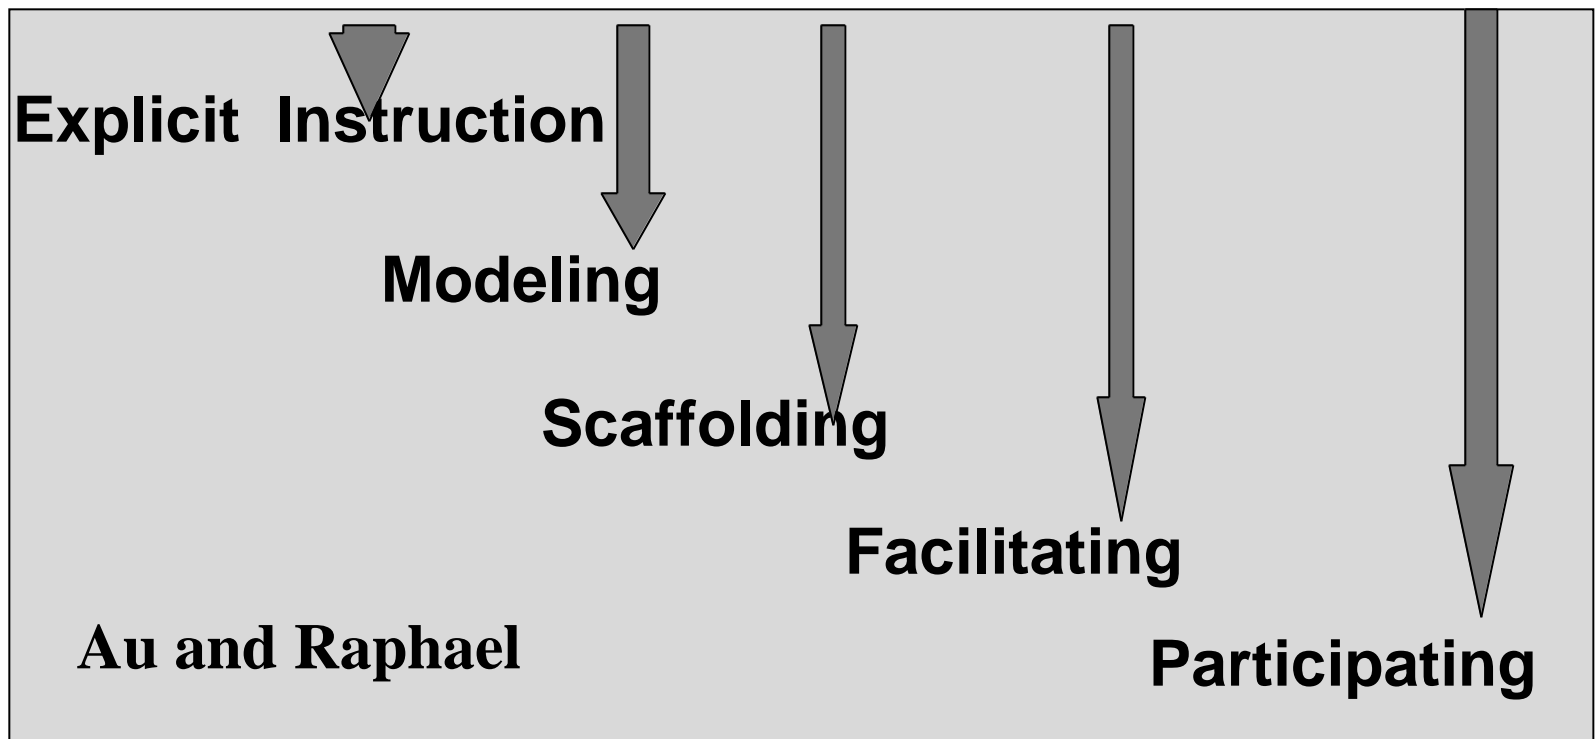 Explicit Instruction
Modeling
Scaffolding
Facilitating
Au and Raphael
Participating